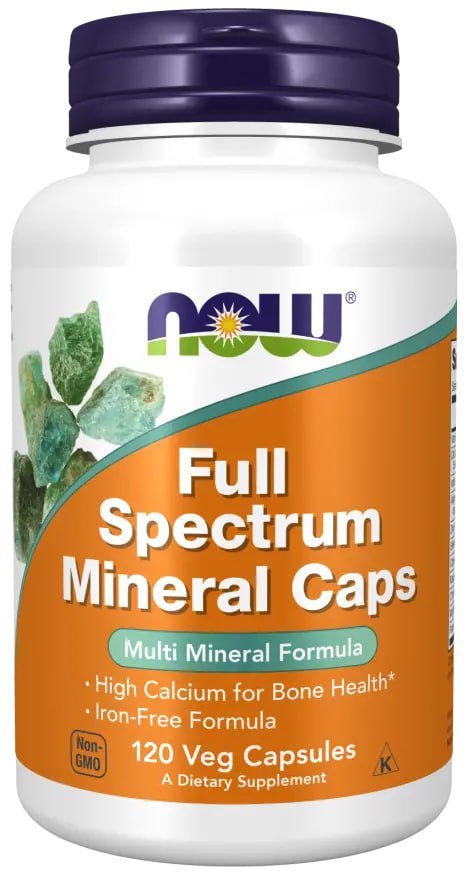 NOW®
Full
Spectrum
Mineral Caps
Multi Mineral Formula
• High Calcium for Bone Health*
• Iron-Free Formula
Non-
GMO
120 Veg Capsules
A Dietary Supplement
K